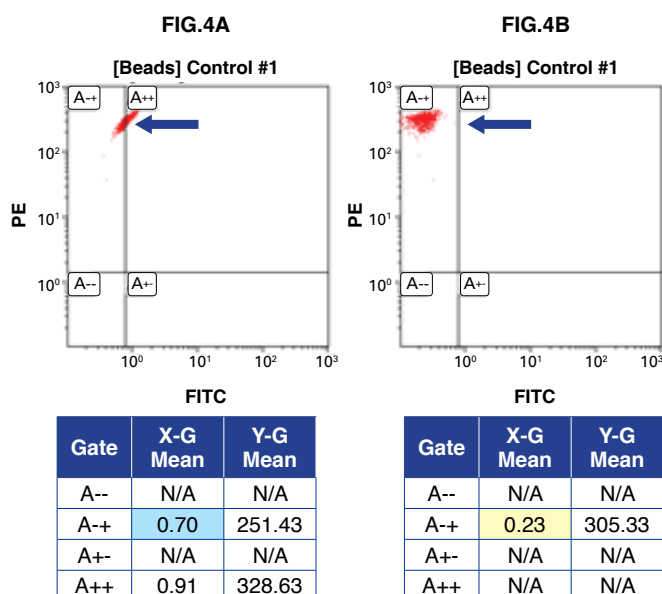 FIG.4A
[Beads] Control #1
10³
A-+
A++
10²
PE
10¹
10⁰
A--
A+-
10⁰ 10¹ 10² 10³
FITC
Gate X-G Mean Y-G Mean
A-- N/A N/A
A-+ 0.70 251.43
A+- N/A N/A
A++ 0.91 328.63
FIG.4B
[Beads] Control #1
10³
A-+
A++
10²
PE
10¹
10⁰
A--
A+-
10⁰ 10¹ 10² 10³
FITC
Gate X-G Mean Y-G Mean
A-- N/A N/A
A-+ 0.23 305.33
A+- N/A N/A
A++ N/A N/A